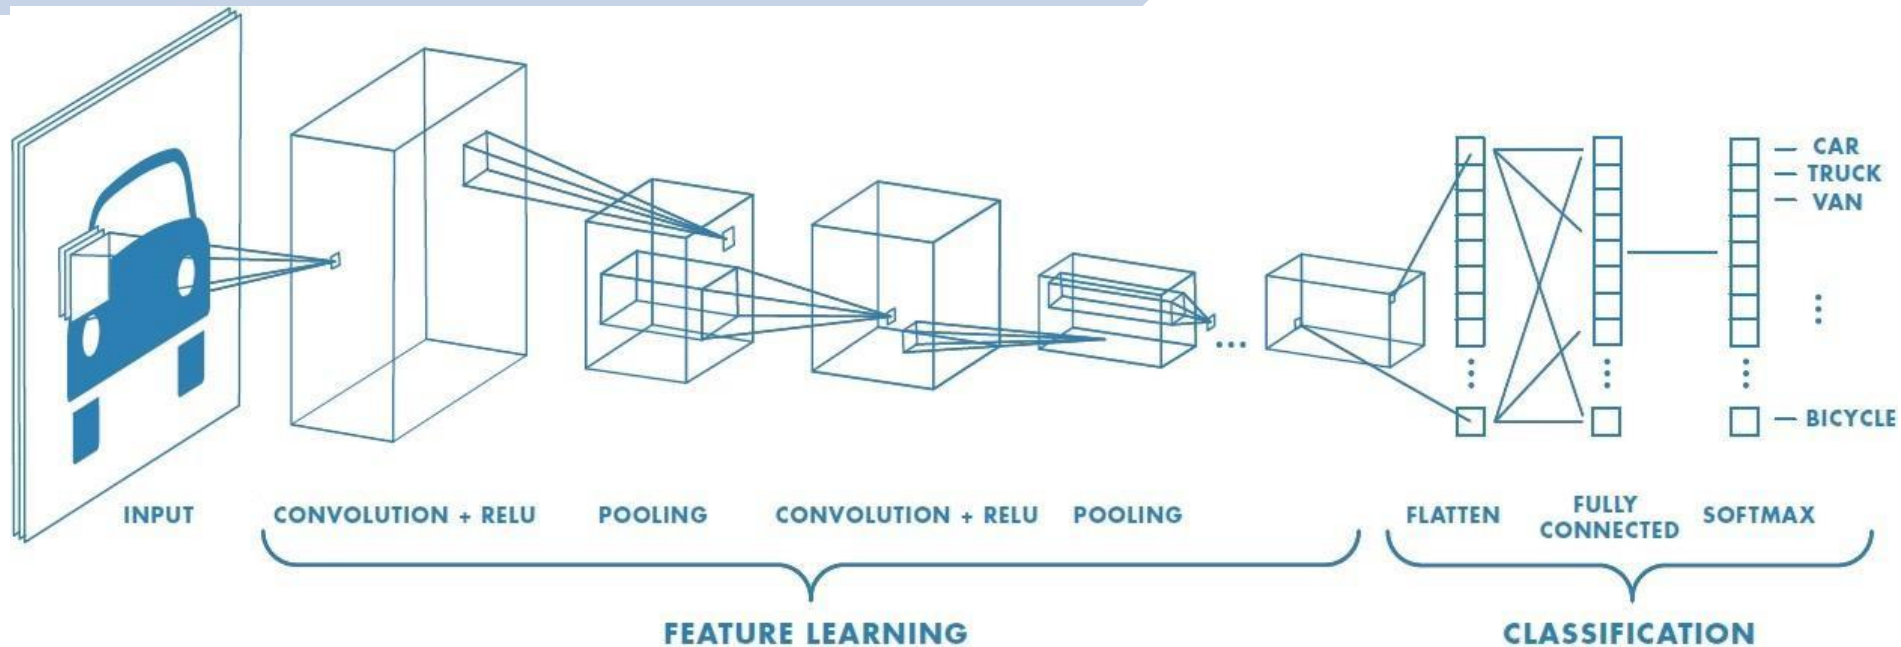 CAR
TRUCK
VAN
BICYCLE
INPUT
CONVOLUTION + RELU
POOLING
CONVOLUTION + RELU
POOLING
FLATTEN
FULLY
CONNECTED
SOFTMAX
FEATURE LEARNING
CLASSIFICATION